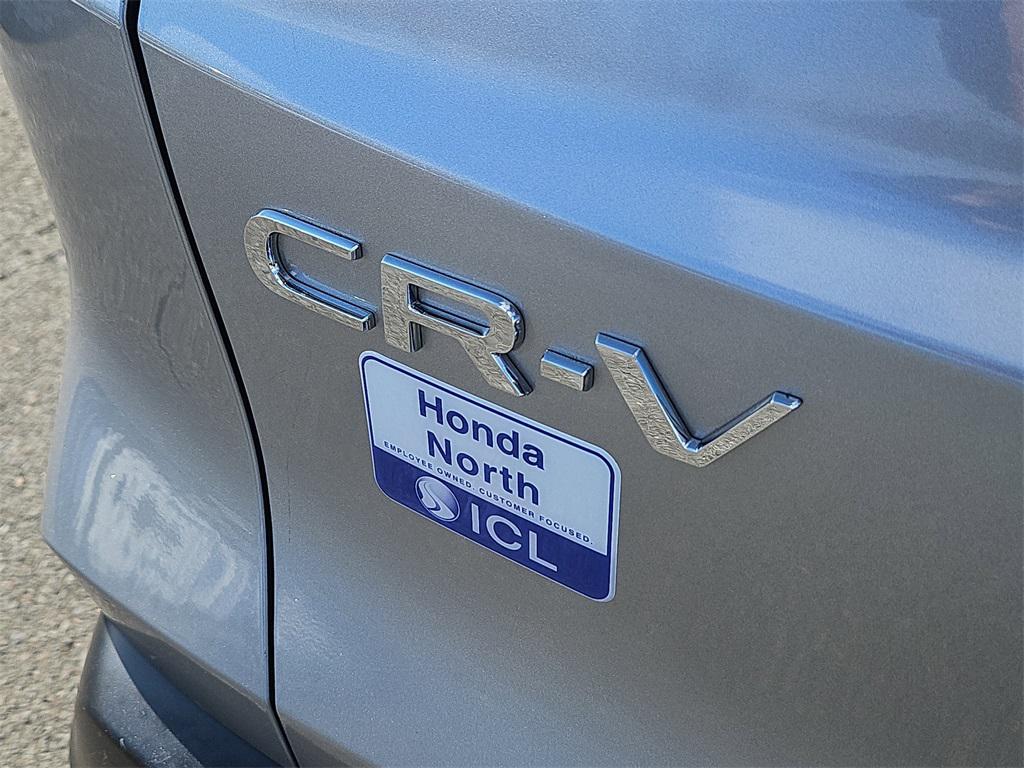 CR-V
Honda
North
EMPLOYEE OWNED. CUSTOMER FOCUSED.
ICL